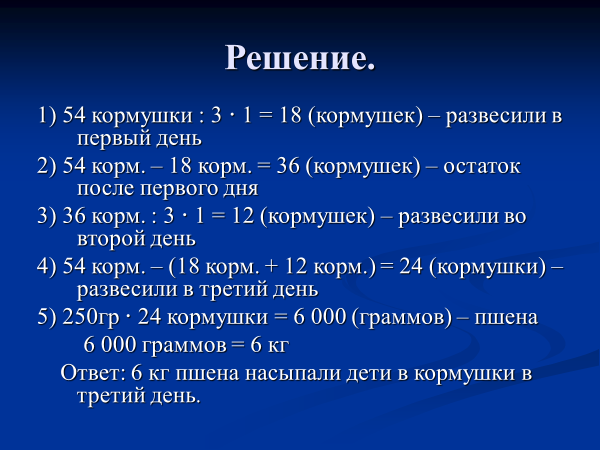 Решение.
1) 54 кормушки : 3 · 1 = 18 (кормушек) – развесили в
первый день
2) 54 корм. – 18 корм. = 36 (кормушек) – остаток
после первого дня
3) 36 корм. : 3 · 1 = 12 (кормушек) – развесили во
второй день
4) 54 корм. – (18 корм. + 12 корм.) = 24 (кормушки) –
развесили в третий день
5) 250гр · 24 кормушки = 6 000 (граммов) – пшена
6 000 граммов = 6 кг
Ответ: 6 кг пшена насыпали дети в кормушки в
третий день.